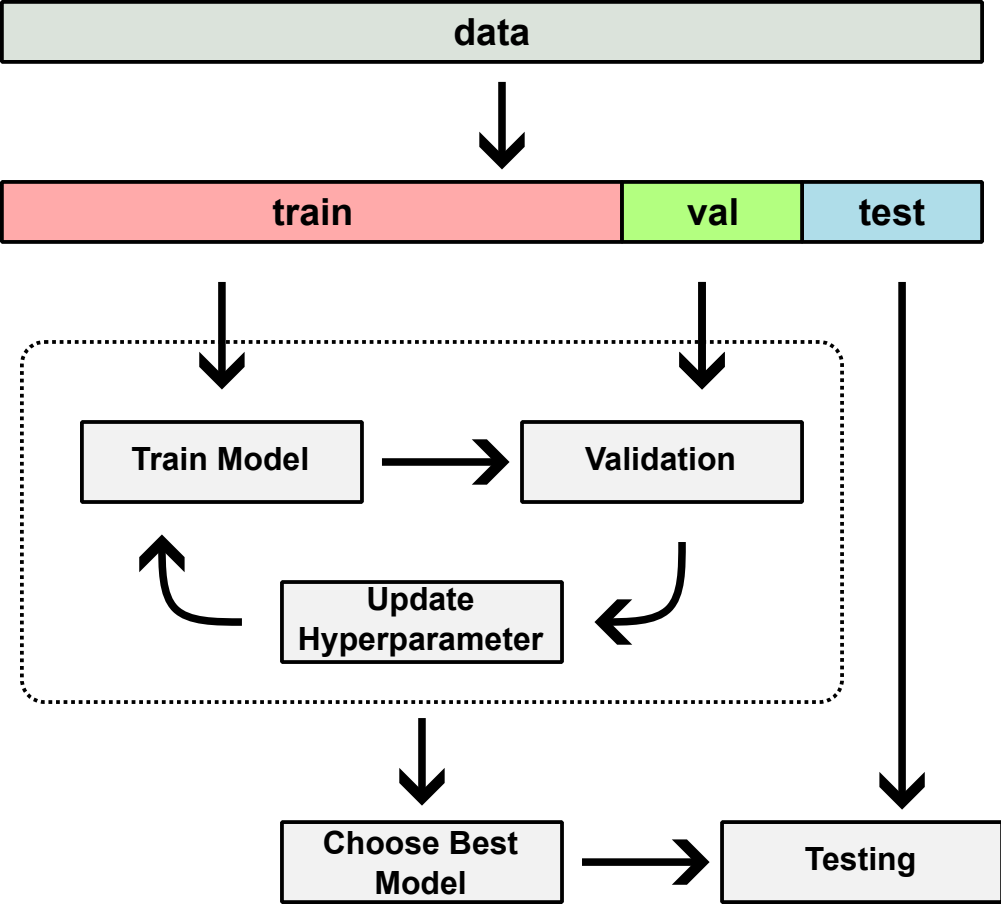 data
train
val
test
Train Model
Validation
Update
Hyperparameter
Choose Best
Model
Testing